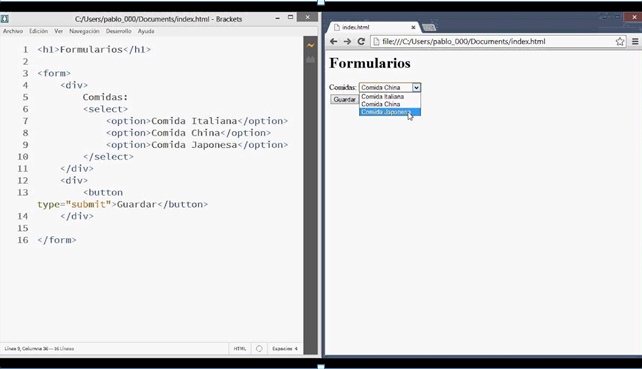 C:/Users/pablo_000/Documents/index.html - Brackets
Archivo Edición Ver Navegación Desarrollo Ayuda
1 <h1>Formularios</h1>
2
3 <form>
4 <div>
5 Comidas:
6 <select>
7 <option>Comida Italiana</option>
8 <option>Comida China</option>
9 <option>Comida Japonesa</option>
10 </select>
11 </div>
12 <div>
13 <button
type="submit">Guardar</button>
14 </div>
15
16 </form>
Línea 9, Columna 36 — 16 Líneas
HTML
Espacios: 4
index.html
file:///C:/Users/pablo_000/Documents/index.html
Formularios
Comidas: Comida China
Comida Italiana
Guardar Comida China
Comida Japonesa